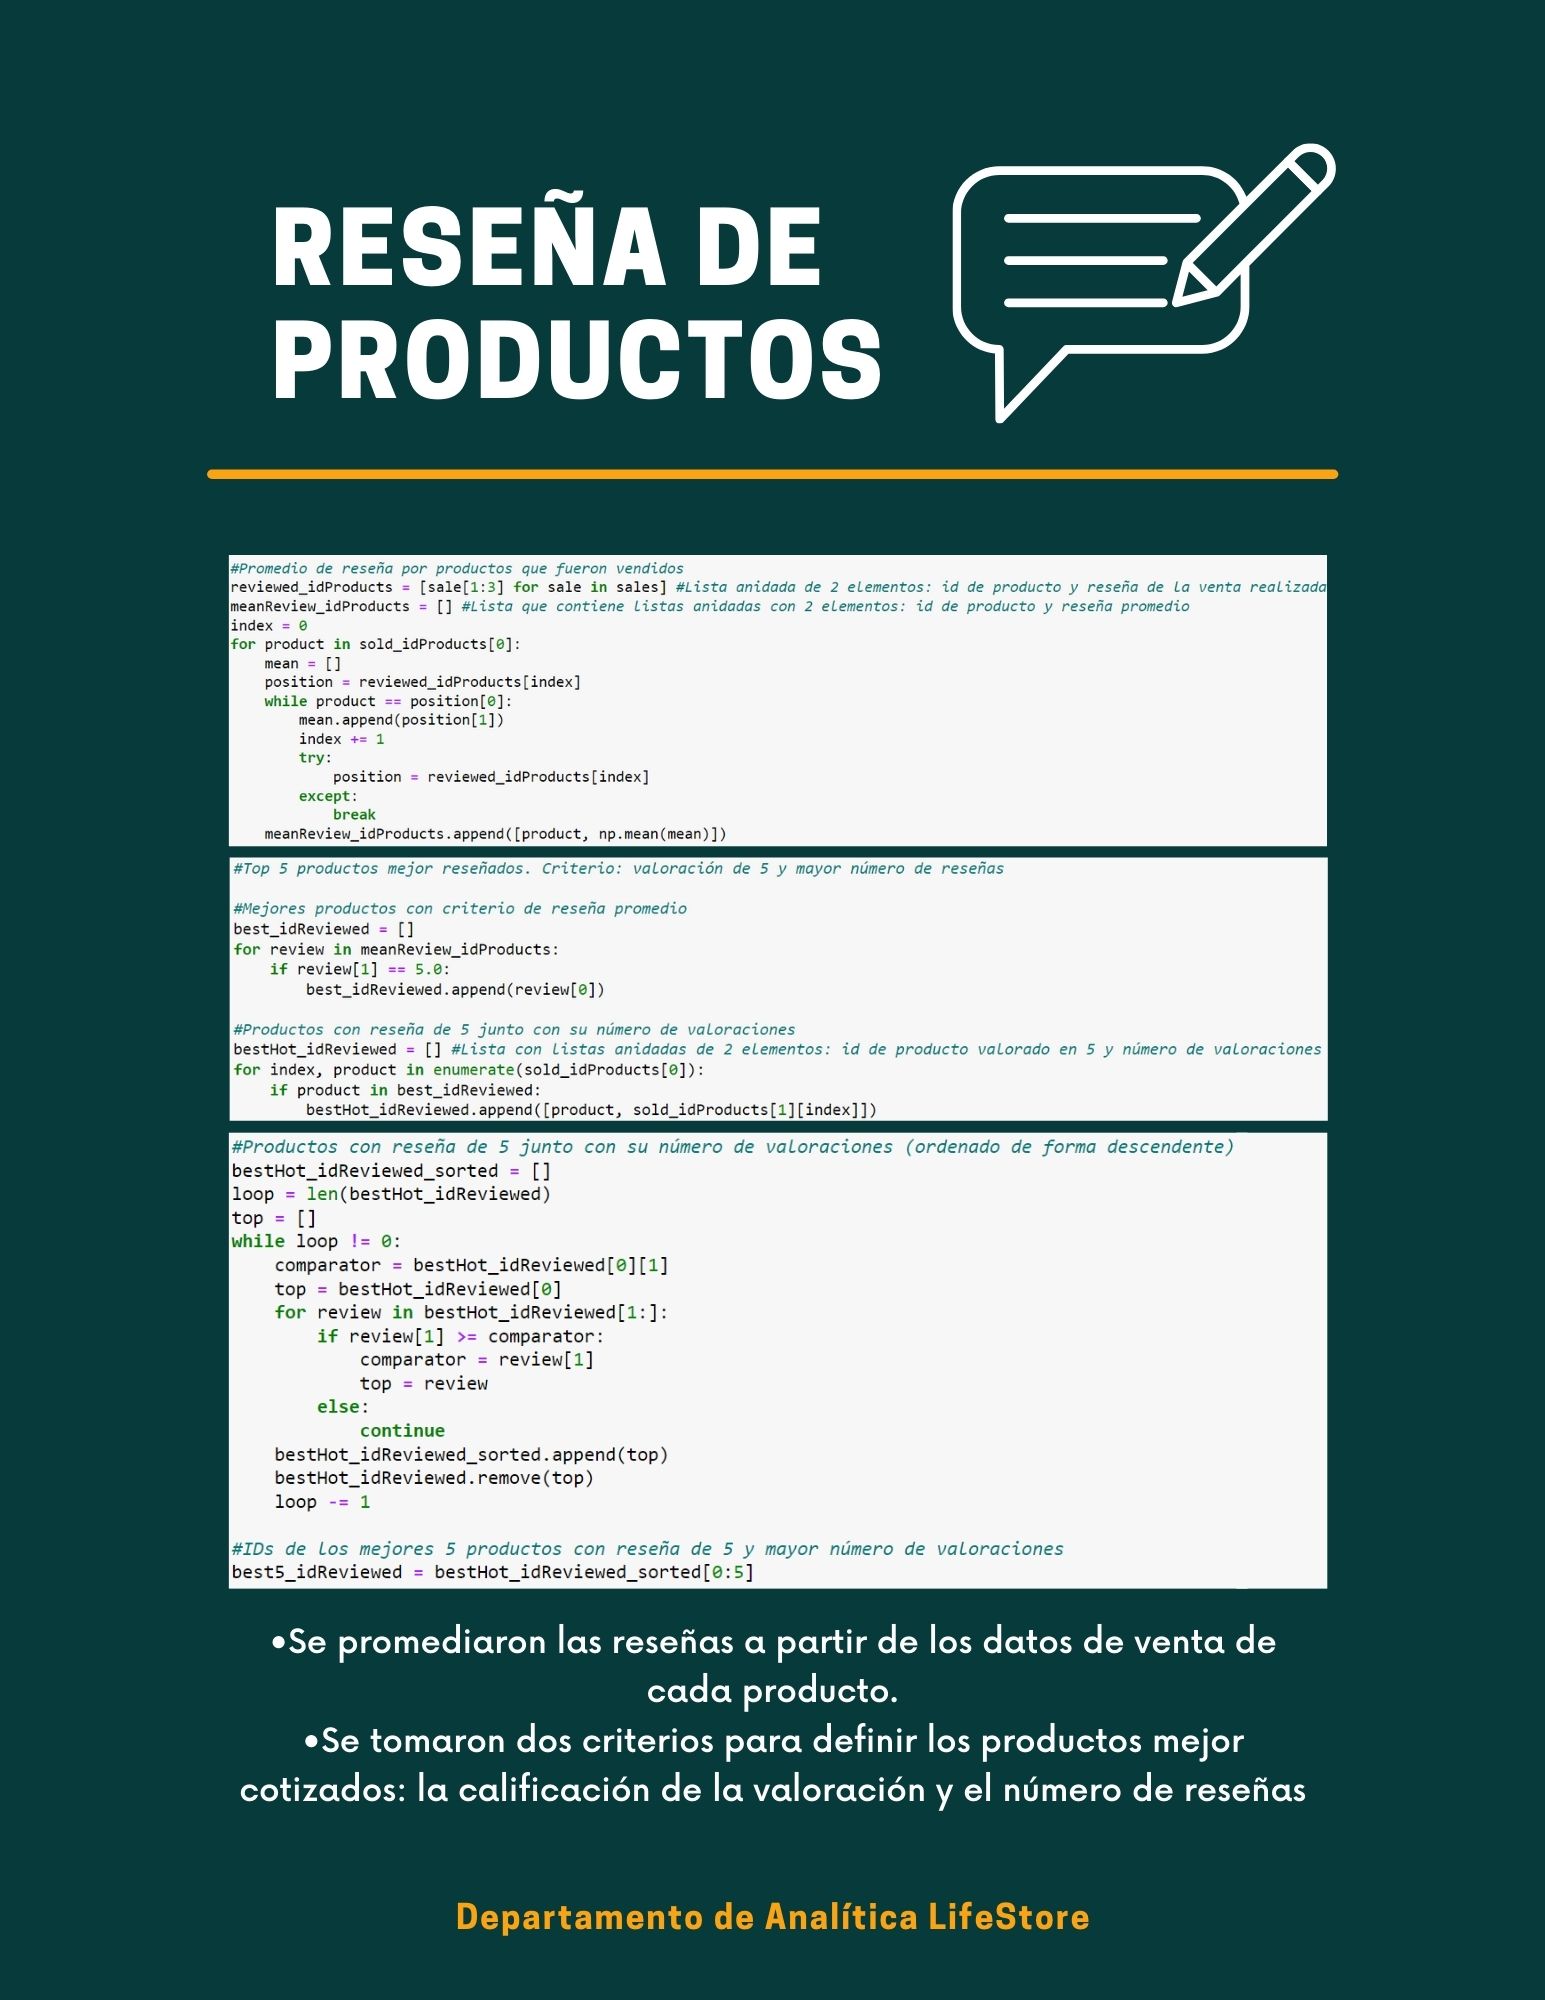 RESEÑA DE
PRODUCTOS
#Promedio de reseña por productos que fueron vendidos
reviewed_idProducts = [sale[1:3] for sale in sales] #Lista anidada de 2 elementos: id de producto y reseña de la venta realizada
meanReview_idProducts = [] #Lista que contiene listas anidadas con 2 elementos: id de producto y reseña promedio
index = 0
for product in sold_idProducts[0]:
    mean = []
    position = reviewed_idProducts[index]
    while product == position[0]:
        mean.append(position[1])
        index += 1
        try:
            position = reviewed_idProducts[index]
        except:
            break
    meanReview_idProducts.append([product, np.mean(mean)])
#Top 5 productos mejor reseñados. Criterio: valoración de 5 y mayor número de reseñas
#Mejores productos con criterio de reseña promedio
best_idReviewed = []
for review in meanReview_idProducts:
    if review[1] == 5.0:
        best_idReviewed.append(review[0])
#Productos con reseña de 5 junto con su número de valoraciones
bestHot_idReviewed = [] #Lista con listas anidadas de 2 elementos: id de producto valorado en 5 y número de valoraciones
for index, product in enumerate(sold_idProducts[0]):
    if product in best_idReviewed:
        bestHot_idReviewed.append([product, sold_idProducts[1][index]])
#Productos con reseña de 5 junto con su número de valoraciones (ordenado de forma descendente)
bestHot_idReviewed_sorted = []
loop = len(bestHot_idReviewed)
top = []
while loop != 0:
    comparator = bestHot_idReviewed[0][1]
    top = bestHot_idReviewed[0]
    for review in bestHot_idReviewed[1:]:
        if review[1] >= comparator:
            comparator = review[1]
            top = review
        else:
            continue
    bestHot_idReviewed_sorted.append(top)
    bestHot_idReviewed.remove(top)
    loop -= 1
#IDs de los mejores 5 productos con reseña de 5 y mayor número de valoraciones
best5_idReviewed = bestHot_idReviewed_sorted[0:5]
•Se promediaron las reseñas a partir de los datos de venta de
cada producto.
•Se tomaron dos criterios para definir los productos mejor
cotizados: la calificación de la valoración y el número de reseñas
Departamento de Analítica LifeStore